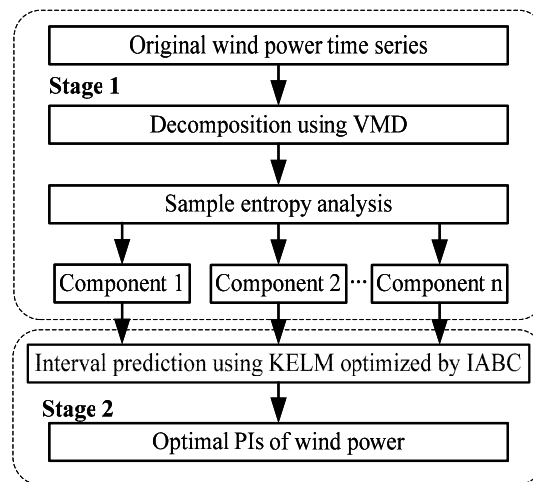 Original wind power time series
Stage 1
Decomposition using VMD
Sample entropy analysis
Component 1 Component 2 ··· Component n
Interval prediction using KELM optimized by IABC
Stage 2
Optimal PIs of wind power